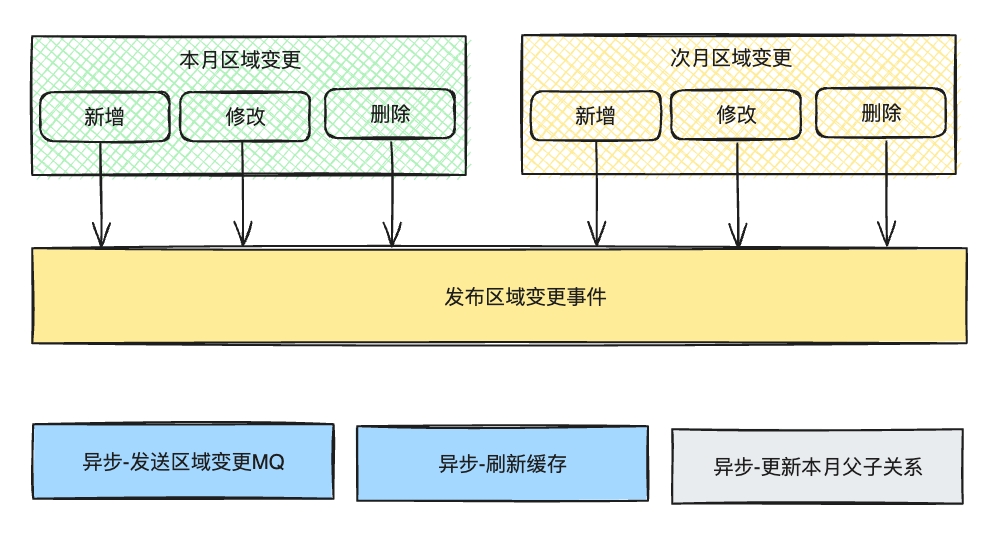 本月区域变更
新增
修改
删除
次月区域变更
新增
修改
删除
发布区域变更事件
异步-发送区域变更MQ
异步-刷新缓存
异步-更新本月父子关系